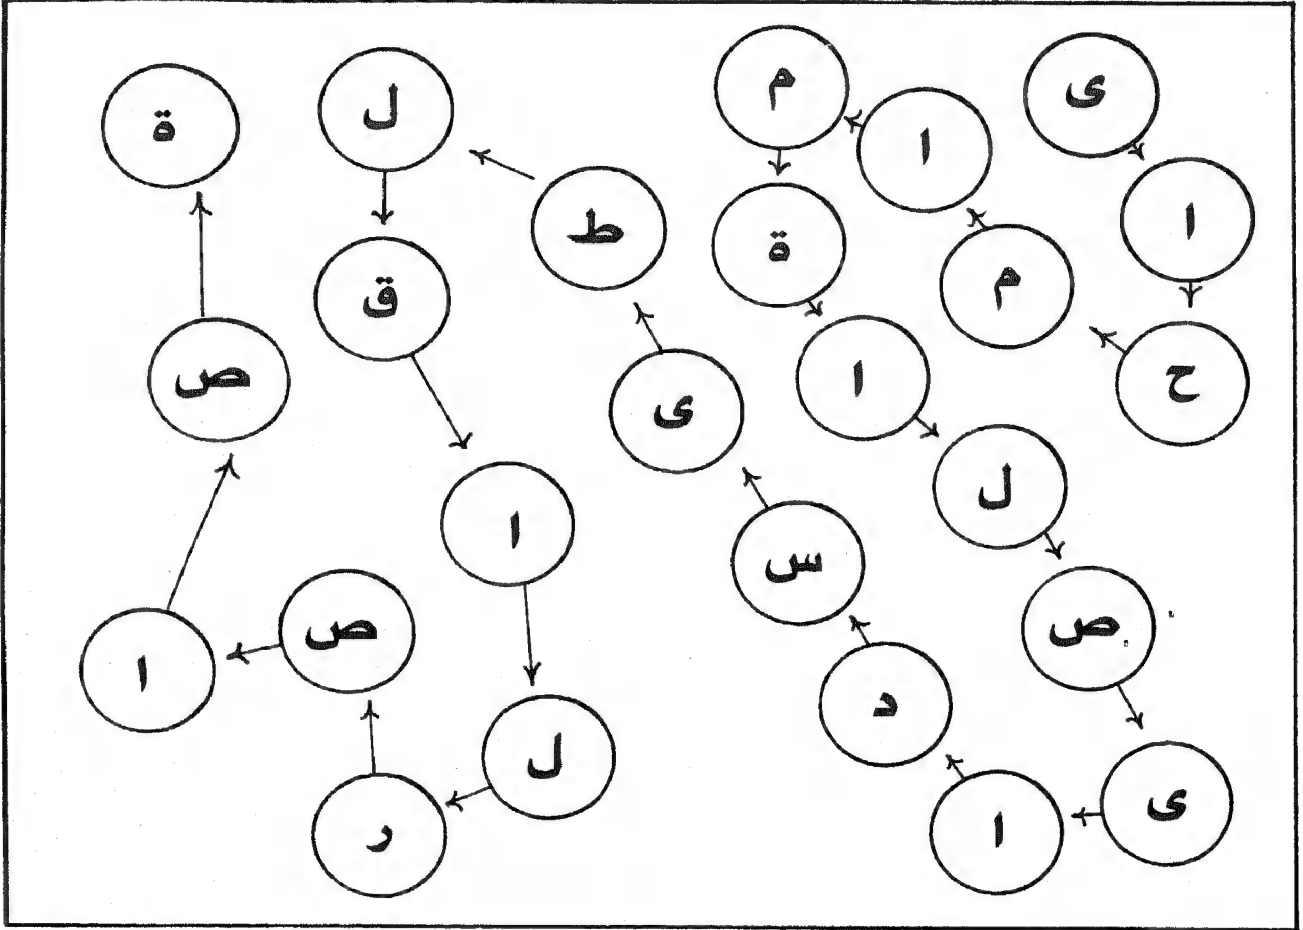 ى ا ح م ا م ة ا ل ص ى ا د س ى ط ل ق ا ل ر ص ا ص ة